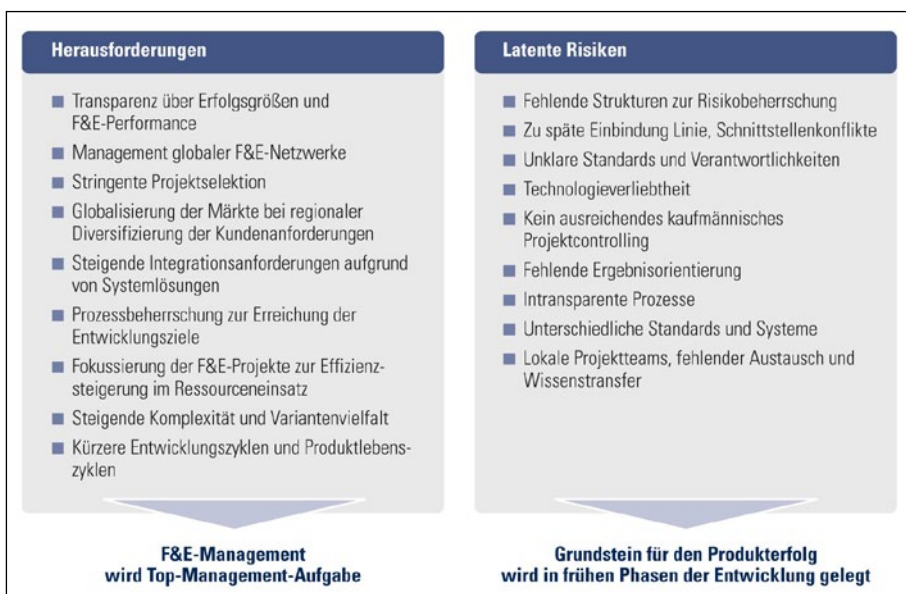 Herausforderungen
■ Transparenz über Erfolgsgrößen und
F&E-Performance
■ Management globaler F&E-Netzwerke
■ Stringente Projektselektion
■ Globalisierung der Märkte bei regionaler
Diversifizierung der Kundenanforderungen
■ Steigende Integrationsanforderungen aufgrund
von Systemlösungen
■ Prozessbeherrschung zur Erreichung der
Entwicklungsziele
■ Fokussierung der F&E-Projekte zur Effizienz-
steigerung im Ressourceneinsatz
■ Steigende Komplexität und Variantenvielfalt
■ Kürzere Entwicklungszyklen und Produktlebens-
zyklen
F&E-Management
wird Top-Management-Aufgabe
Latente Risiken
■ Fehlende Strukturen zur Risikobeherrschung
■ Zu späte Einbindung Linie, Schnittstellenkonflikte
■ Unklare Standards und Verantwortlichkeiten
■ Technologieverliebtheit
■ Kein ausreichendes kaufmännisches
Projektcontrolling
■ Fehlende Ergebnisorientierung
■ Intransparente Prozesse
■ Unterschiedliche Standards und Systeme
■ Lokale Projektteams, fehlender Austausch und
Wissenstransfer
Grundstein für den Produkterfolg
wird in frühen Phasen der Entwicklung gelegt